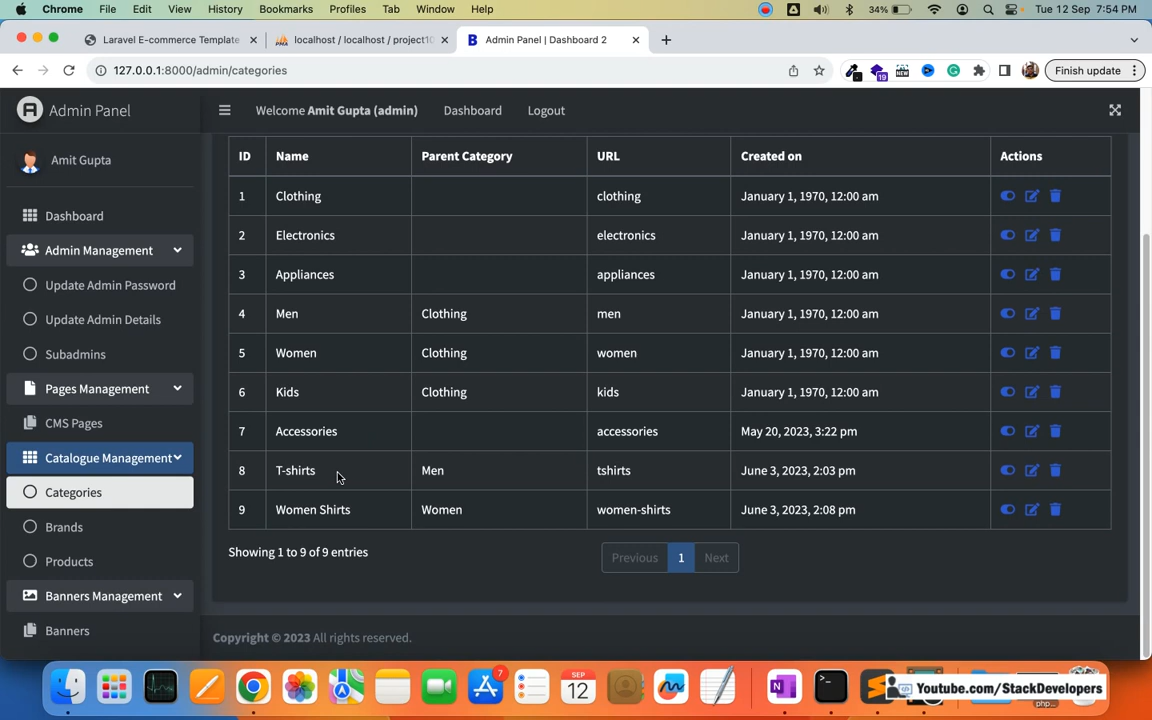 Chrome File Edit View History Bookmarks Profiles Tab Window Help 34% Tue 12 Sep 7:54 PM
Laravel E-commerce Template localhost / localhost / project10 Admin Panel | Dashboard 2
127.0.0.1:8000/admin/categories Finish update
Admin Panel Welcome Amit Gupta (admin) Dashboard Logout
Amit Gupta
Dashboard
Admin Management
Update Admin Password
Update Admin Details
Subadmins
Pages Management
CMS Pages
Catalogue Management
Categories
Brands
Products
Banners Management
Banners
ID Name Parent Category URL Created on Actions
1 Clothing clothing January 1, 1970, 12:00 am
2 Electronics electronics January 1, 1970, 12:00 am
3 Appliances appliances January 1, 1970, 12:00 am
4 Men Clothing men January 1, 1970, 12:00 am
5 Women Clothing women January 1, 1970, 12:00 am
6 Kids Clothing kids January 1, 1970, 12:00 am
7 Accessories accessories May 20, 2023, 3:22 pm
8 T-shirts Men tshirts June 3, 2023, 2:03 pm
9 Women Shirts Women women-shirts June 3, 2023, 2:08 pm
Showing 1 to 9 of 9 entries Previous 1 Next
Copyright © 2023 All rights reserved.
7
SEP
12
Youtube.com/StackDevelopers
php...